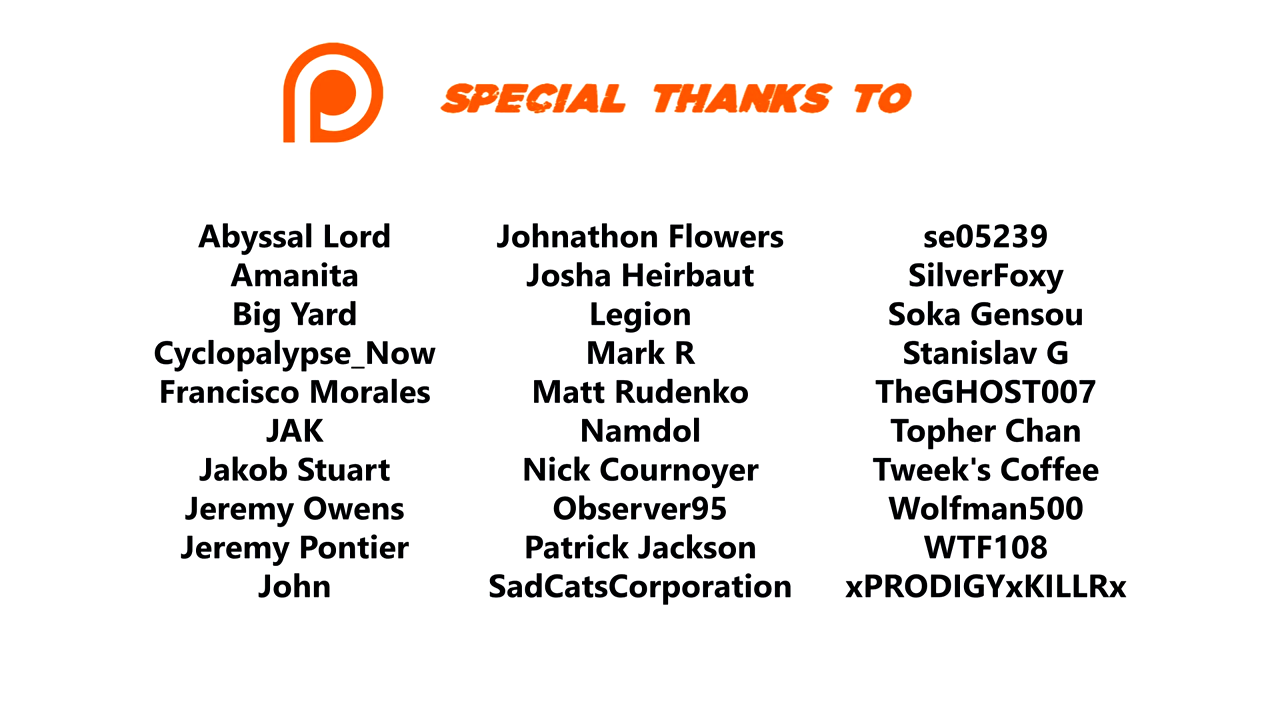 SPECIAL THANKS TO
Abyssal Lord
Amanita
Big Yard
Cyclopalypse_Now
Francisco Morales
JAK
Jakob Stuart
Jeremy Owens
Jeremy Pontier
John
Johnathon Flowers
Josha Heirbaut
Legion
Mark R
Matt Rudenko
Namdol
Nick Cournoyer
Observer95
Patrick Jackson
SadCatsCorporation
se05239
SilverFoxy
Soka Gensou
Stanislav G
TheGHOST007
Topher Chan
Tweek's Coffee
Wolfman500
WTF108
xPRODIGYxKILLRx